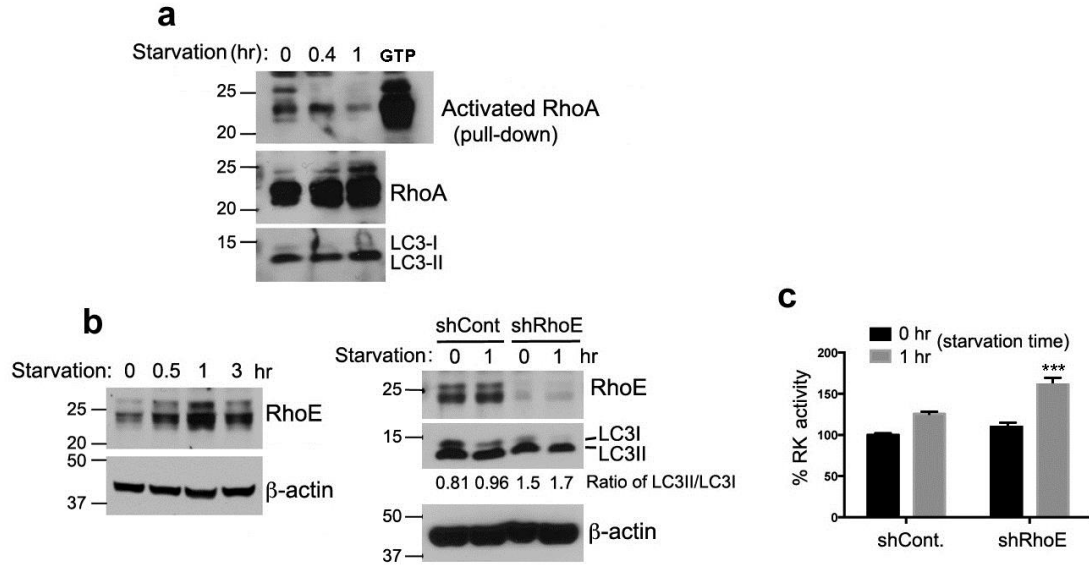 a
Starvation (hr): 0 0.4 1 GTP
25
20
Activated RhoA
(pull-down)
25
20
RhoA
15
LC3-I
LC3-II
b
Starvation: 0 0.5 1 3 hr
25
20
RhoE
50
37
β-actin
shCont shRhoE
Starvation: 0 1 0 1 hr
25
RhoE
15
LC3I
LC3II
0.81 0.96 1.5 1.7 Ratio of LC3II/LC3I
50
37
β-actin
c
0 hr
1 hr
(starvation time)
% RK activity
200
150
100
50
0
***
shCont. shRhoE